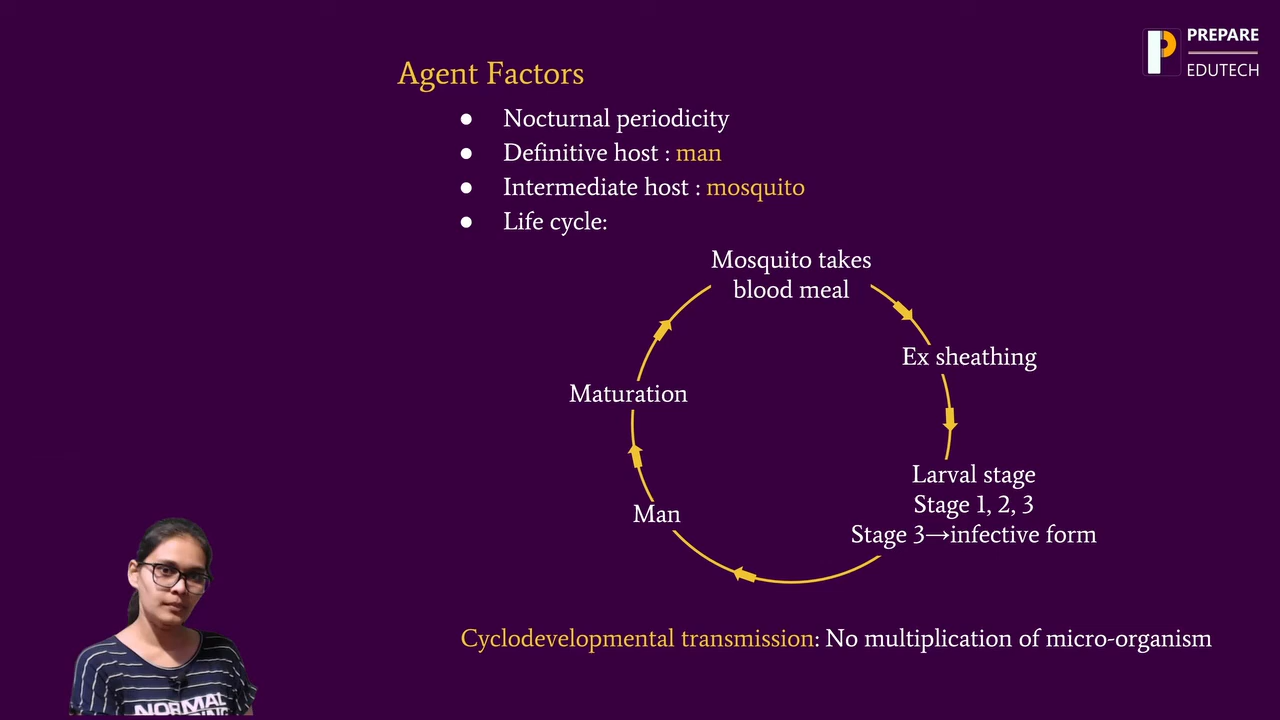 PREPARE
EDUTECH
Agent Factors
● Nocturnal periodicity
● Definitive host : man
● Intermediate host : mosquito
● Life cycle:
Mosquito takes
blood meal
Ex sheathing
Maturation
Larval stage
Stage 1, 2, 3
Stage 3→infective form
Man
Cyclodevelopmental transmission: No multiplication of micro-organism
NORMAL